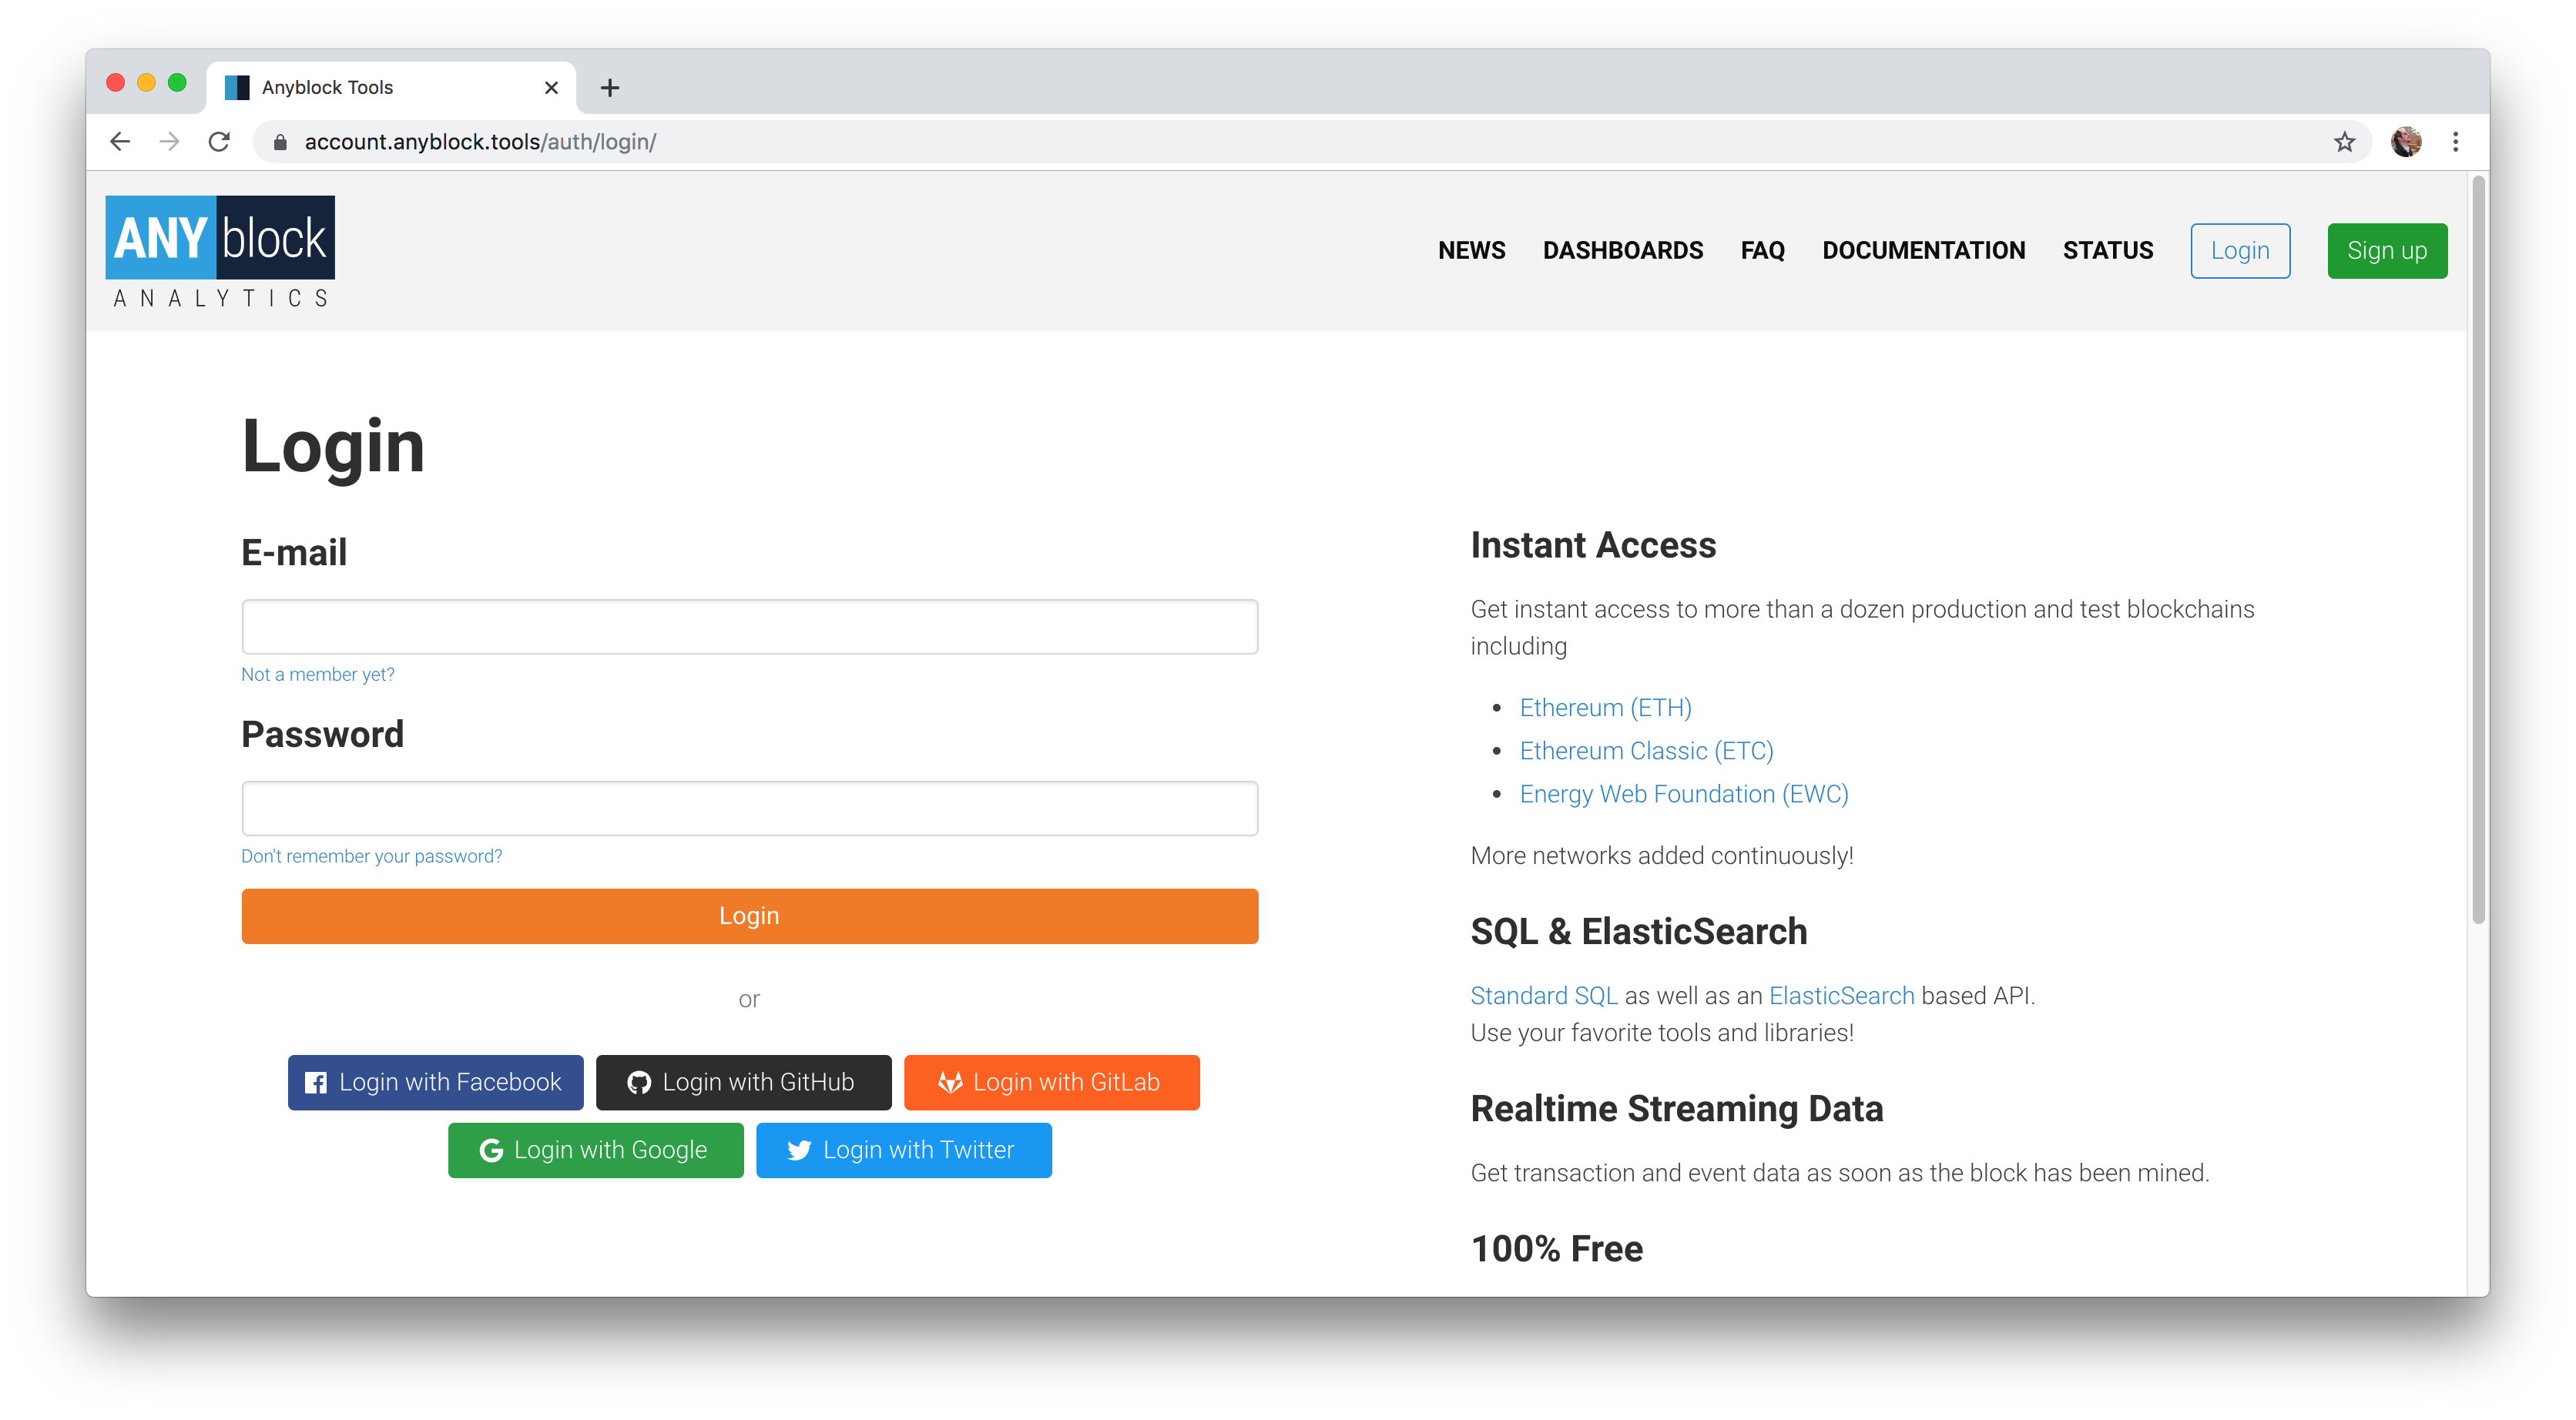 Anyblock Tools
account.anyblock.tools/auth/login/
ANY block
ANALYTICS
NEWS DASHBOARDS FAQ DOCUMENTATION STATUS Login Sign up
Login
E-mail
Not a member yet?
Password
Don't remember your password?
Login
or
Login with Facebook Login with GitHub Login with GitLab
Login with Google Login with Twitter
Instant Access
Get instant access to more than a dozen production and test blockchains
including
• Ethereum (ETH)
• Ethereum Classic (ETC)
• Energy Web Foundation (EWC)
More networks added continuously!
SQL & ElasticSearch
Standard SQL as well as an ElasticSearch based API.
Use your favorite tools and libraries!
Realtime Streaming Data
Get transaction and event data as soon as the block has been mined.
100% Free